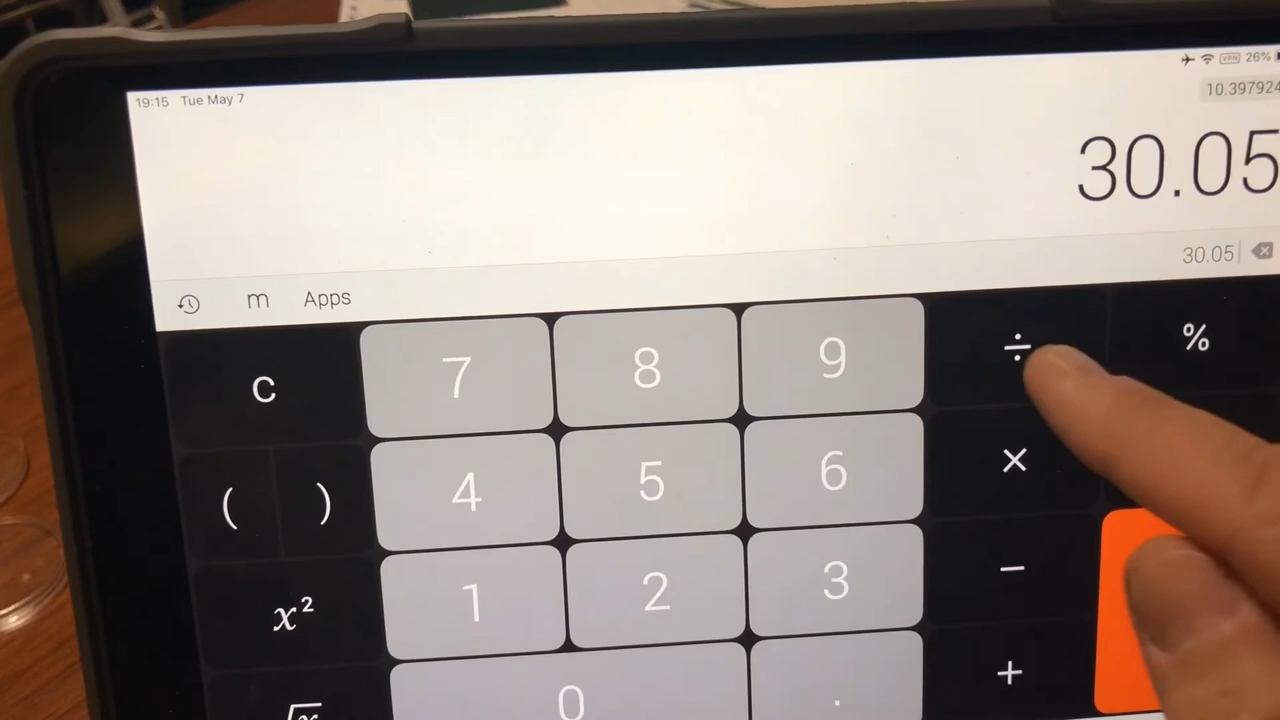 19:15 Tue May 7 VPN 26%
10.397924
30.05
30.05
m Apps
C 7 8 9 ÷ %
( ) 4 5 6 ×
x² 1 2 3 −
√x 0 . +